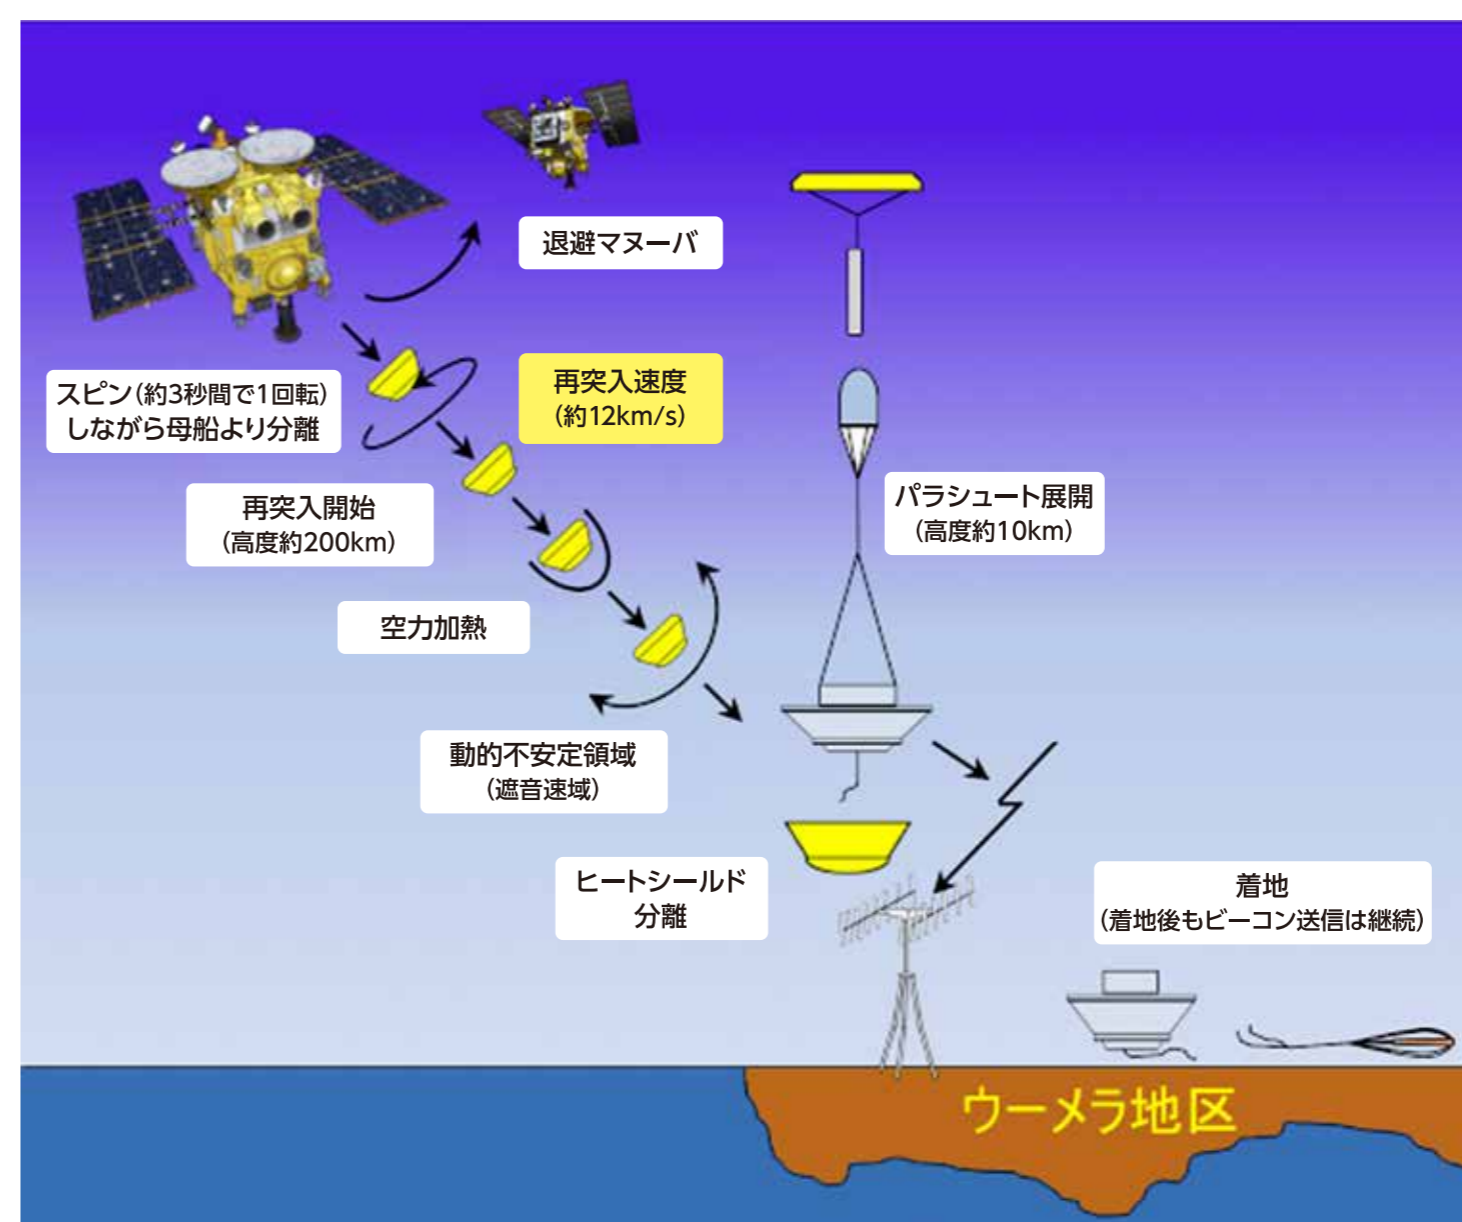 退避マヌーバ
スピン(約3秒間で1回転)
しながら母船より分離
再突入速度
(約12km/s)
再突入開始
(高度約200km)
パラシュート展開
(高度約10km)
空力加熱
動的不安定領域
(遮音速域)
ヒートシールド
分離
着地
(着地後もビーコン送信は継続)
ウーメラ地区